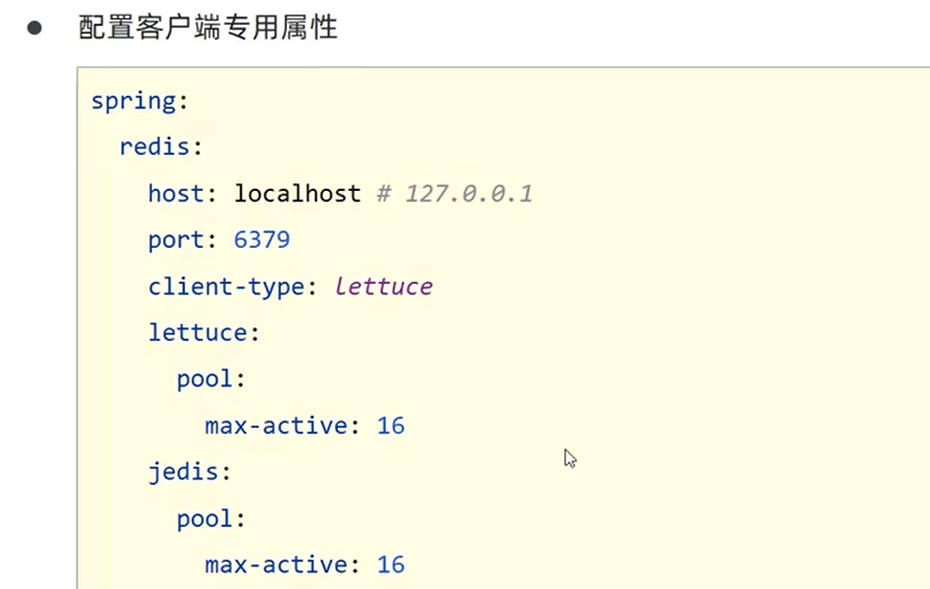 ● 配置客户端专用属性
spring:
  redis:
    host: localhost # 127.0.0.1
    port: 6379
    client-type: lettuce
    lettuce:
      pool:
        max-active: 16
    jedis:
      pool:
        max-active: 16